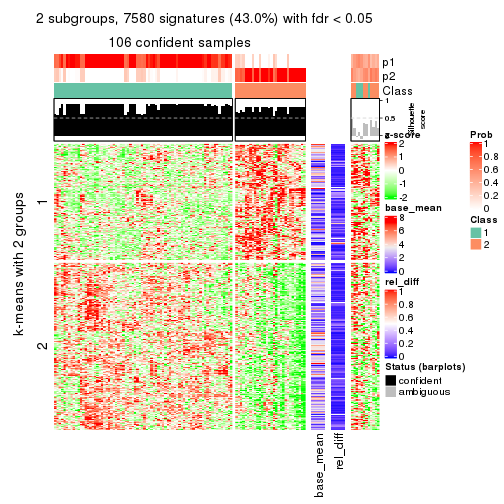 2 subgroups, 7580 signatures (43.0%) with fdr < 0.05
106 confident samples
p1
p2
Class
1
0.5
0
Silhouette
score
k-means with 2 groups
1
2
base_mean
rel_diff
z-score
2
1
0
-1
-2
base_mean
8
6
4
2
0
rel_diff
1
0.8
0.6
0.4
0.2
0
Status (barplots)
confident
ambiguous
Prob
1
0.8
0.6
0.4
0.2
0
Class
1
2